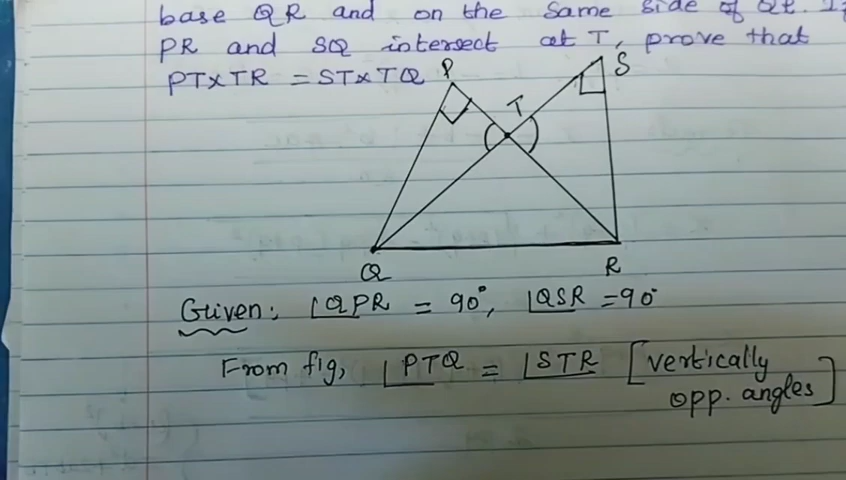 base QR and on the same side of QR. If
PR and SQ intersect at T, prove that
PT×TR = ST×TQ
P
S
T
Q
R
Given: ∠QPR = 90°, ∠QSR = 90°
From fig, ∠PTQ = ∠STR [vertically
opp. angles]